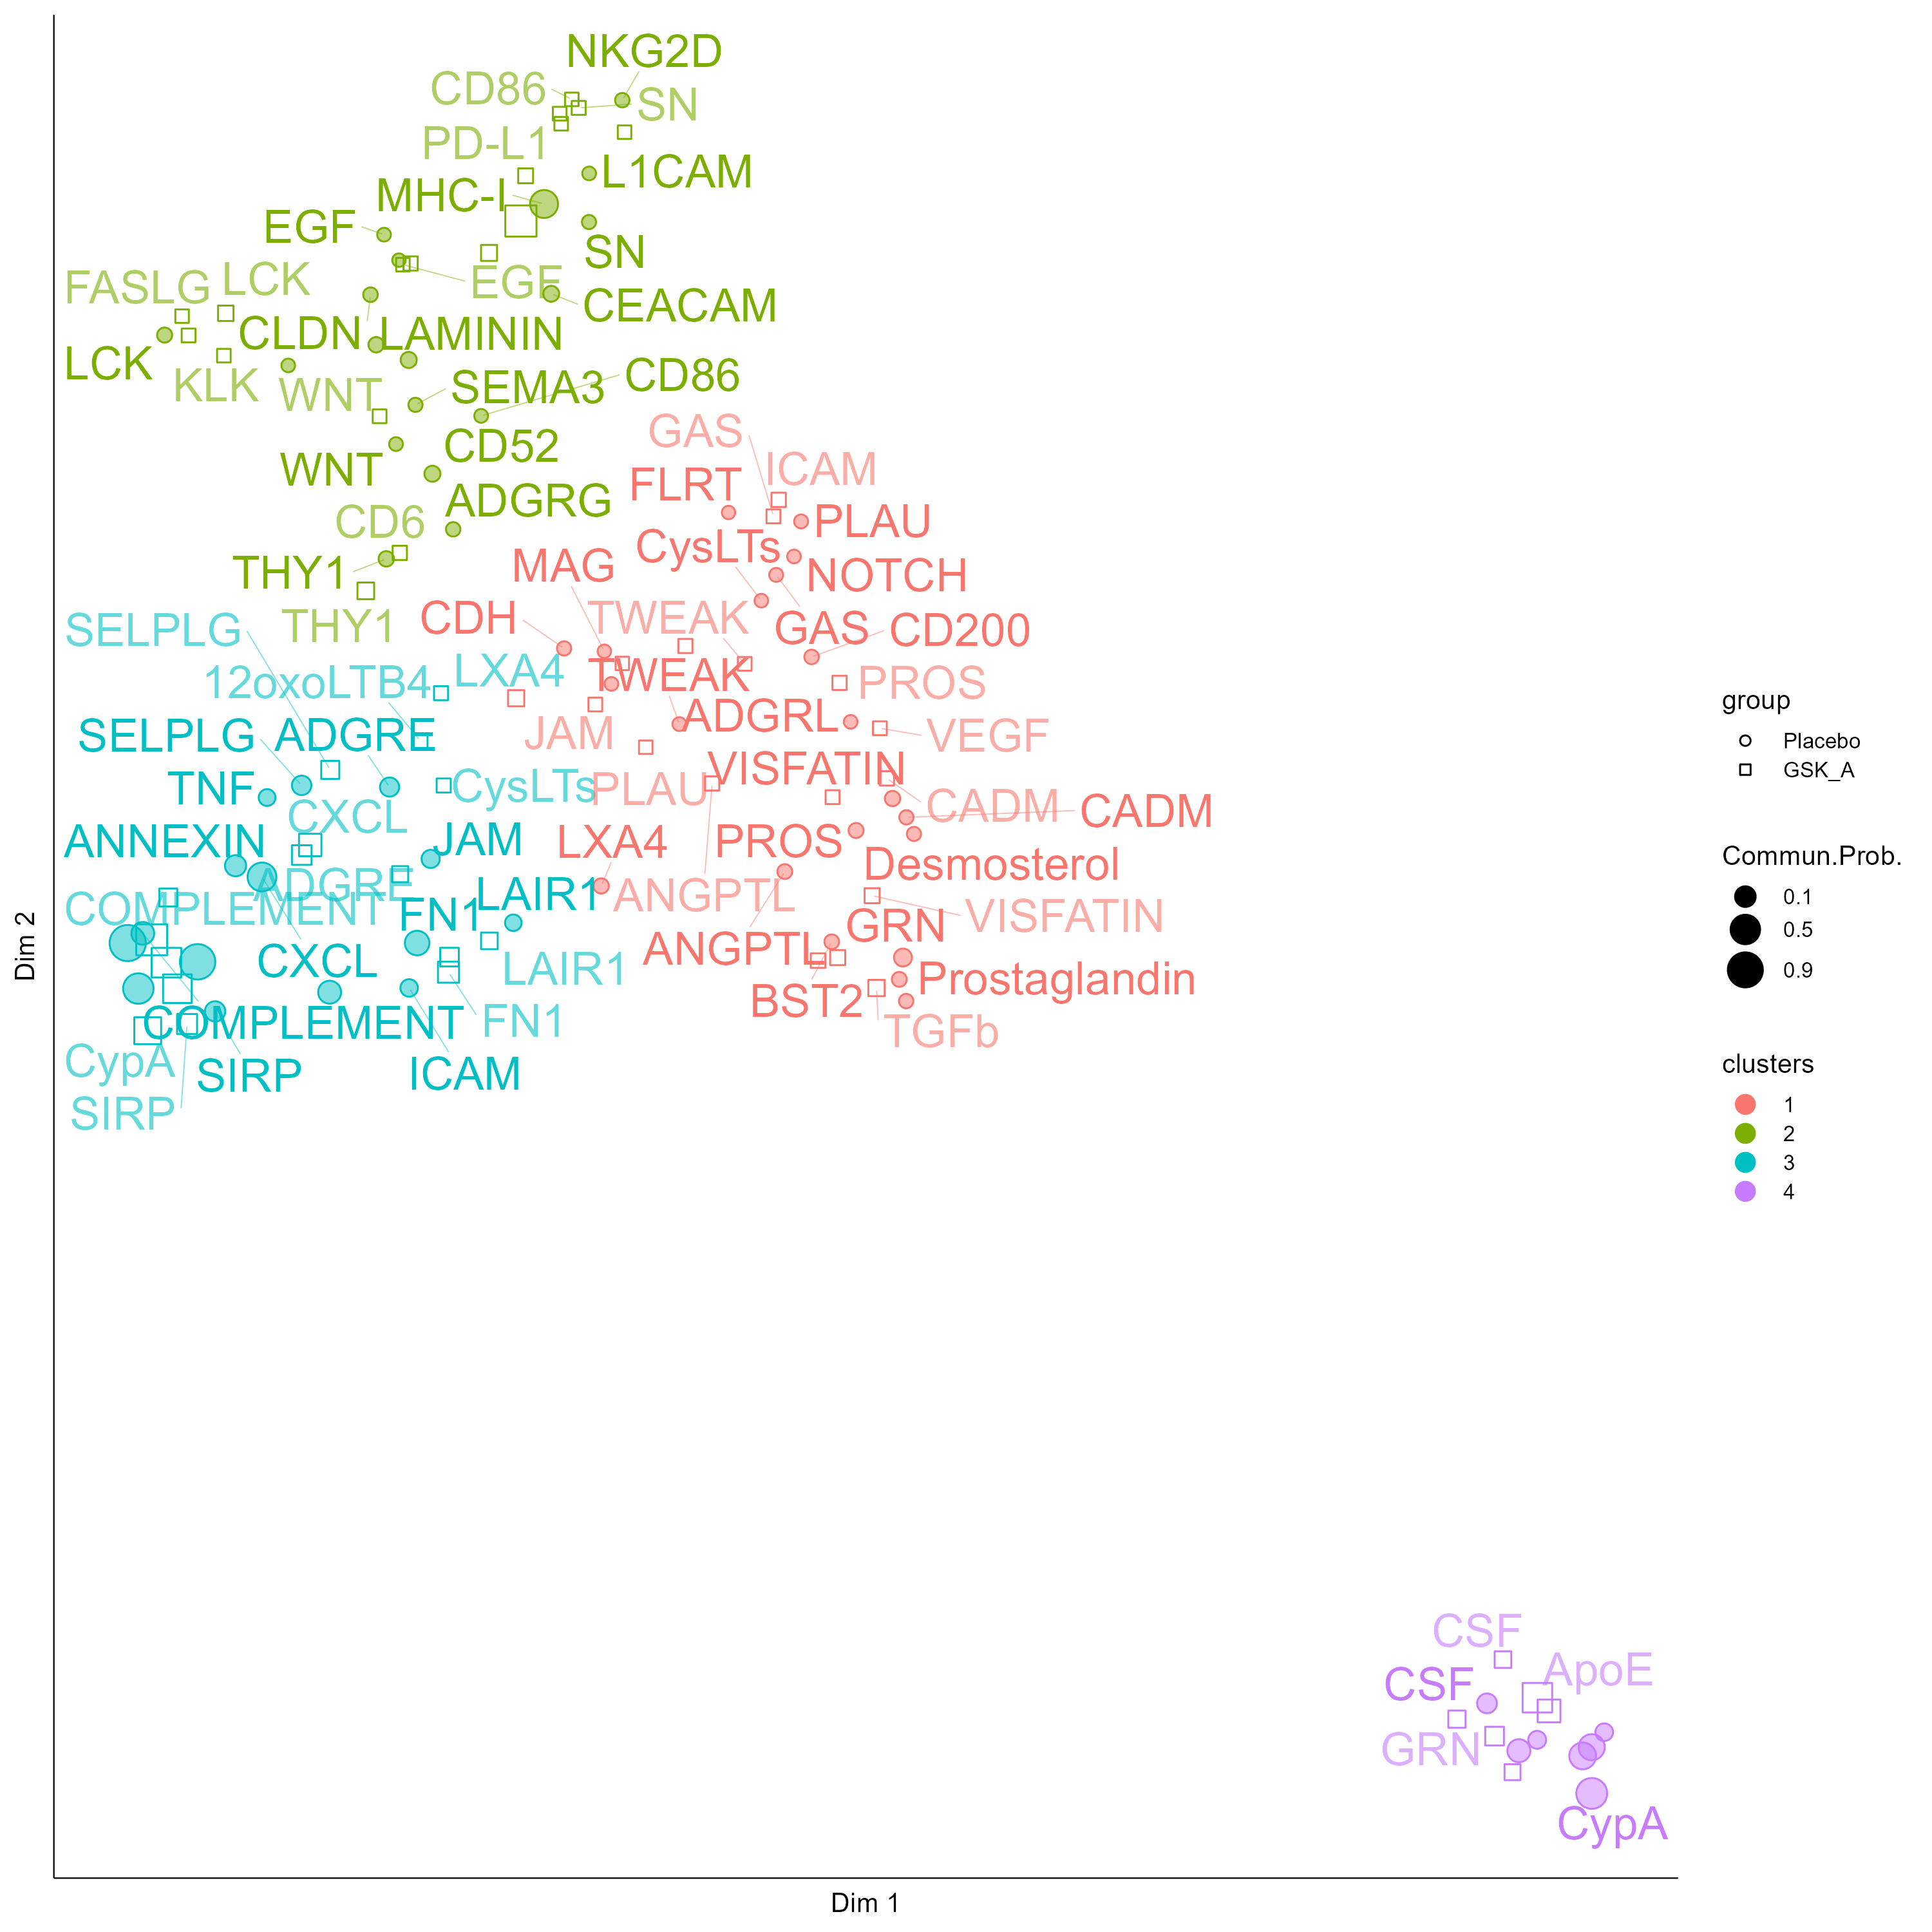 NKG2D
CD86
SN
PD-L1
L1CAM
MHC-I
EGF
SN
FASLG
LCK
EGF
CEACAM
CLDN
LAMININ
LCK
KLK
WNT
SEMA3
CD86
GAS
CD52
ICAM
WNT
FLRT
ADGRG
CD6
PLAU
CysLTs
THY1
MAG
NOTCH
SELPLG
THY1
CDH
TWEAK
GAS
CD200
12oxoLTB4
LXA4
TWEAK
PROS
SELPLG
ADGRE
JAM
ADGRL
VEGF
TNF
CysLTs
PLAU
VISFATIN
CADM
CADM
CXCL
ANNEXIN
JAM
LXA4
PROS
Desmosterol
ADGRE
COMPLEMENT
FN1
LAIR1
ANGPTL
VISFATIN
GRN
CXCL
LAIR1
ANGPTL
Prostaglandin
COMPLEMENT
FN1
BST2
TGFb
CypA
SIRP
ICAM
SIRP
CSF
CSF
ApoE
GRN
CypA
Dim 1
Dim 2
group
Placebo
GSK_A
Commun.Prob.
0.1
0.5
0.9
clusters
1
2
3
4